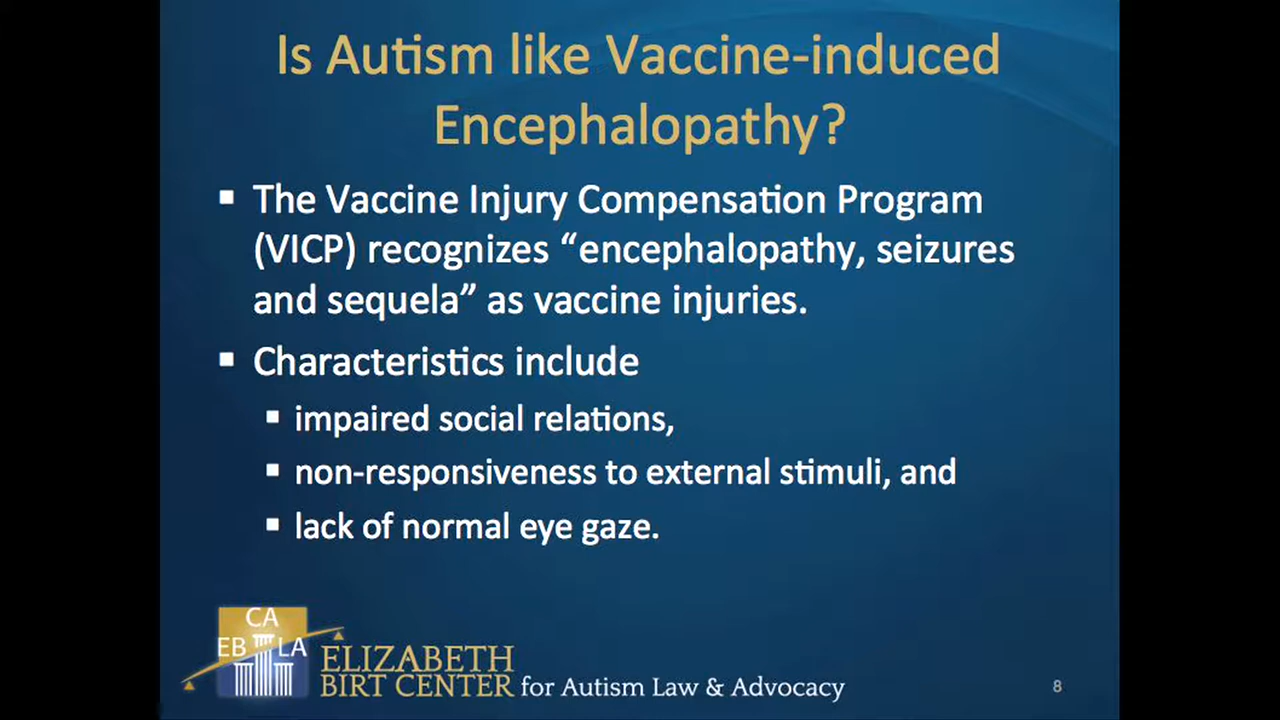 Is Autism like Vaccine-induced
Encephalopathy?
▪ The Vaccine Injury Compensation Program
(VICP) recognizes “encephalopathy, seizures
and sequela” as vaccine injuries.
▪ Characteristics include
▪ impaired social relations,
▪ non-responsiveness to external stimuli, and
▪ lack of normal eye gaze.
CA
EB LA
ELIZABETH
BIRT CENTER for Autism Law & Advocacy
8